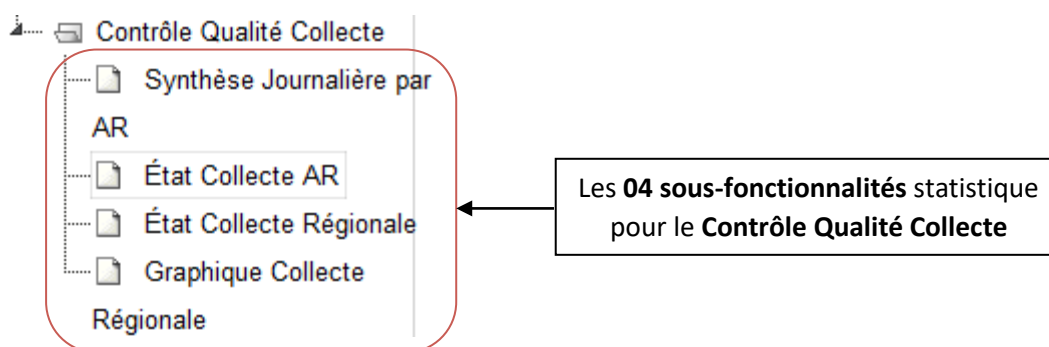 Contrôle Qualité Collecte
Synthèse Journalière par
AR
État Collecte AR
État Collecte Régionale
Graphique Collecte
Régionale
Les 04 sous-fonctionnalités statistique
pour le Contrôle Qualité Collecte